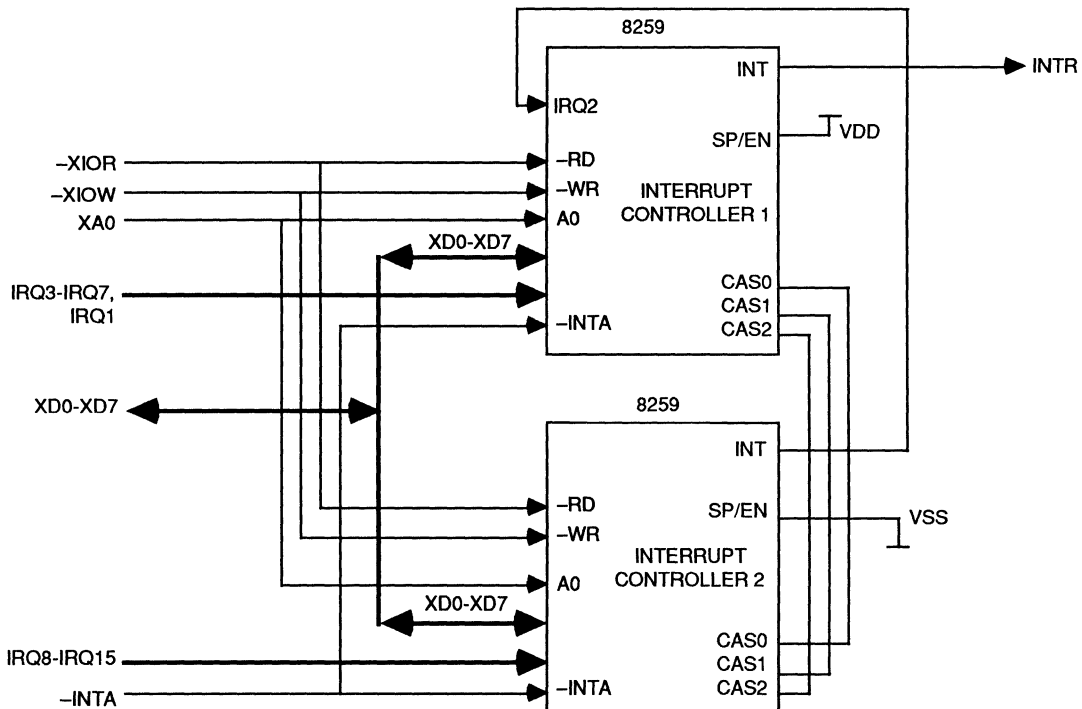 8259
INT
INTR
IRQ2
SP/EN
VDD
–XIOR
–RD
–XIOW
–WR
INTERRUPT
CONTROLLER 1
XA0
A0
XD0-XD7
IRQ3-IRQ7,
IRQ1
CAS0
CAS1
CAS2
–INTA
XD0-XD7
8259
INT
–RD
SP/EN
VSS
–WR
INTERRUPT
CONTROLLER 2
A0
XD0-XD7
IRQ8-IRQ15
CAS0
CAS1
CAS2
–INTA
–INTA